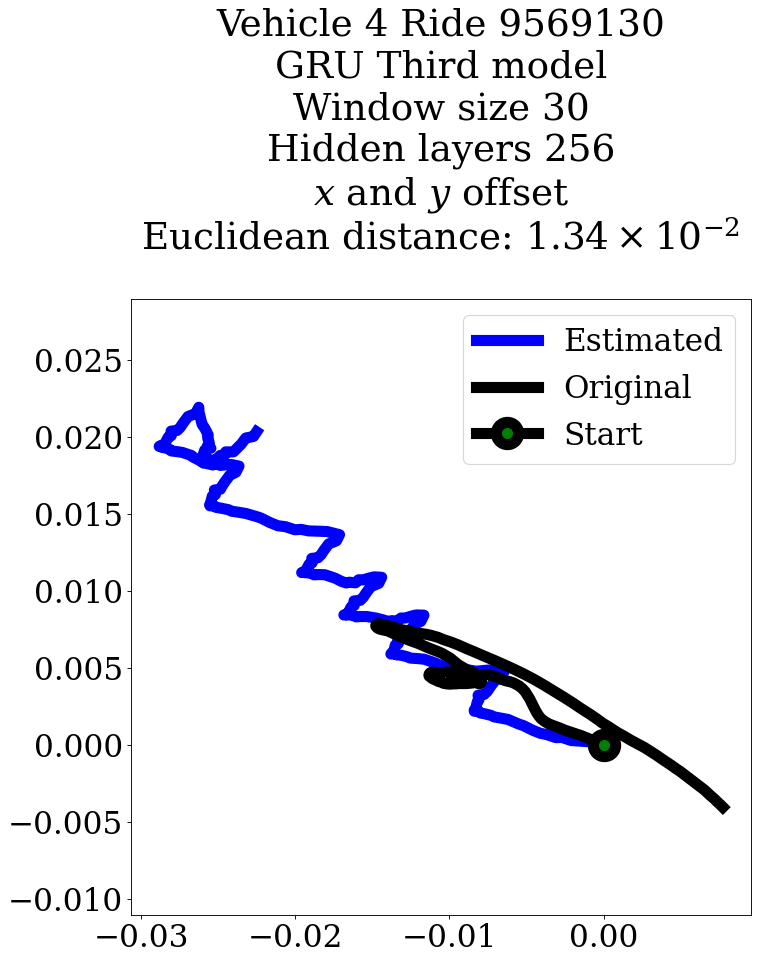 Vehicle 4 Ride 9569130
GRU Third model
Window size 30
Hidden layers 256
x and y offset
Euclidean distance: 1.34 × 10⁻²
Estimated
Original
Start
0.025
0.020
0.015
0.010
0.005
0.000
−0.005
−0.010
−0.03 −0.02 −0.01 0.00